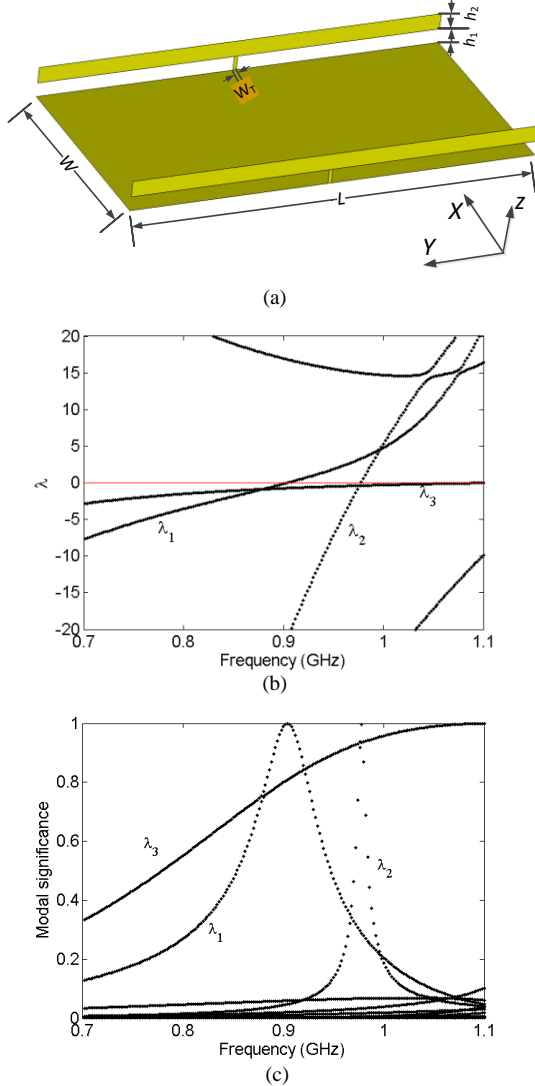 h₂
h₁
W_T
W
L
X
z
Y
(a)
20
15
10
5
0
-5
-10
-15
-20
λ
λ₁
λ₂
λ₃
0.7
0.8
0.9
1
1.1
Frequency (GHz)
(b)
1
0.8
0.6
0.4
0.2
0
Modal significance
λ₃
λ₁
λ₂
0.7
0.8
0.9
1
1.1
Frequency (GHz)
(c)